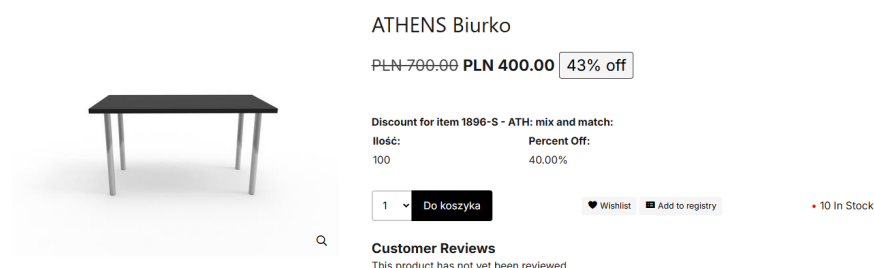 ATHENS Biurko
PLN 700.00 PLN 400.00 43% off
Discount for item 1896-S - ATH: mix and match:
Ilość: Percent Off:
100 40.00%
1 Do koszyka Wishlist Add to registry • 10 In Stock
Customer Reviews
This product has not yet been reviewed